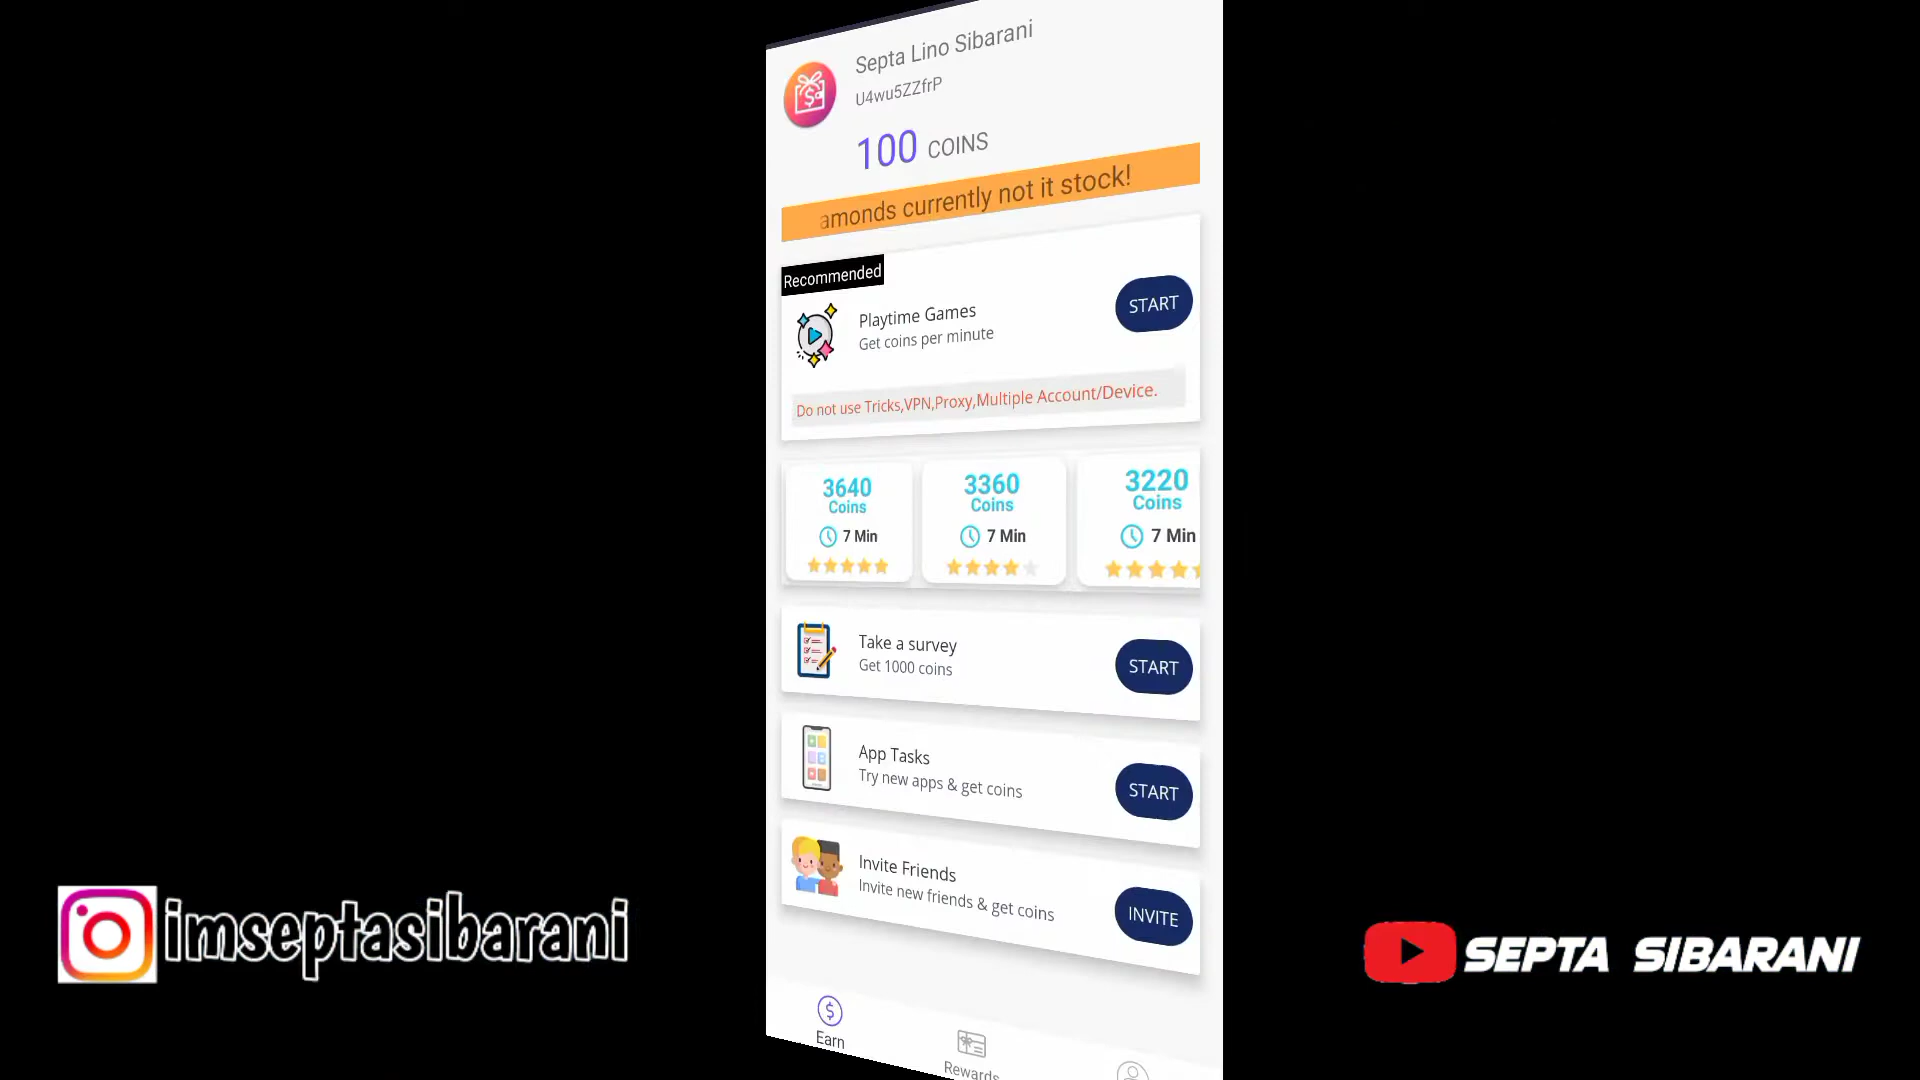 Septa Lino Sibarani
U4wu5ZZfrP
100 COINS
amonds currently not it stock!
Recommended
Playtime Games
Get coins per minute
START
Do not use Tricks,VPN,Proxy,Multiple Account/Device.
3640
Coins
7 Min
3360
Coins
7 Min
3220
Coins
7 Min
Take a survey
Get 1000 coins
START
App Tasks
Try new apps & get coins
START
Invite Friends
Invite new friends & get coins
INVITE
Earn
Rewards
imseptasibarani
SEPTA SIBARANI